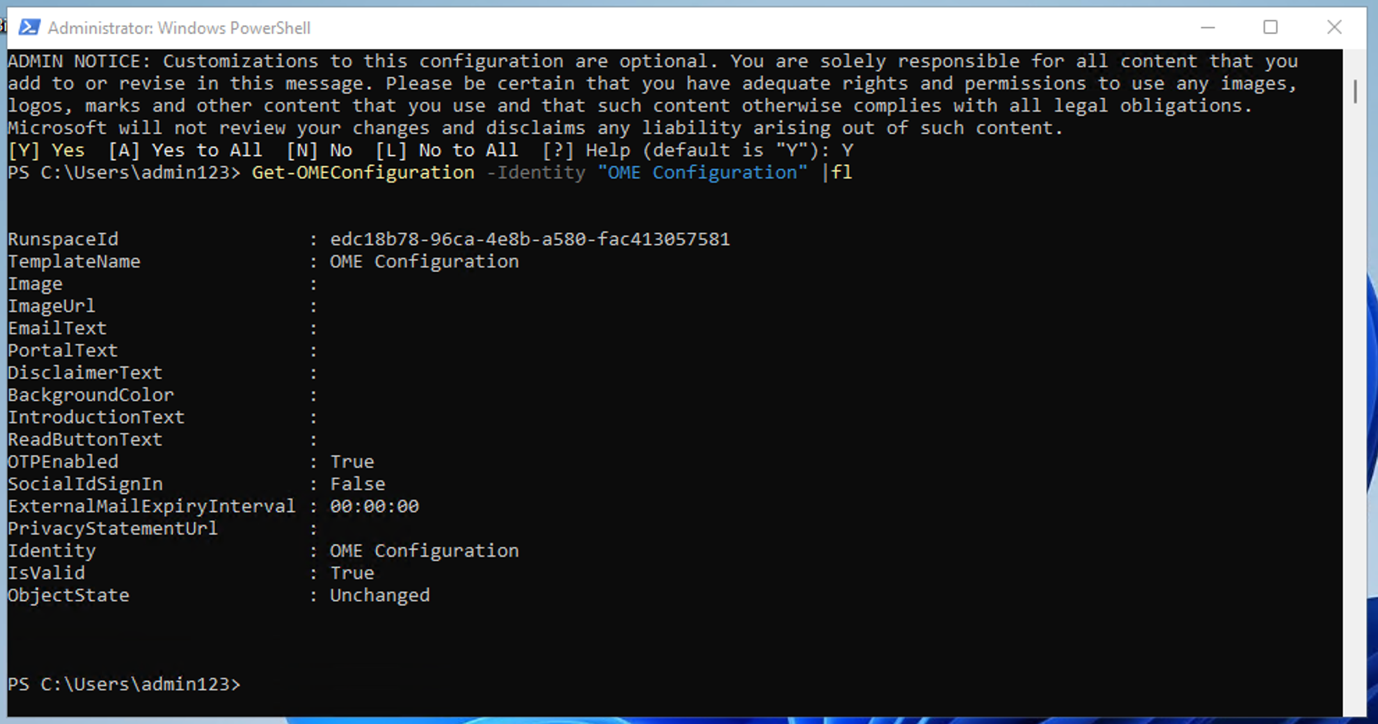 Administrator: Windows PowerShell
ADMIN NOTICE: Customizations to this configuration are optional. You are solely responsible for all content that you
add to or revise in this message. Please be certain that you have adequate rights and permissions to use any images,
logos, marks and other content that you use and that such content otherwise complies with all legal obligations.
Microsoft will not review your changes and disclaims any liability arising out of such content.
[Y] Yes  [A] Yes to All  [N] No  [L] No to All  [?] Help (default is "Y"): Y
PS C:\Users\admin123> Get-OMEConfiguration -Identity "OME Configuration" |fl
RunspaceId                 : edc18b78-96ca-4e8b-a580-fac413057581
TemplateName               : OME Configuration
Image                      :
ImageUrl                   :
EmailText                  :
PortalText                 :
DisclaimerText             :
BackgroundColor            :
IntroductionText           :
ReadButtonText             :
OTPEnabled                 : True
SocialIdSignIn             : False
ExternalMailExpiryInterval : 00:00:00
PrivacyStatementUrl        :
Identity                   : OME Configuration
IsValid                    : True
ObjectState                : Unchanged
PS C:\Users\admin123>